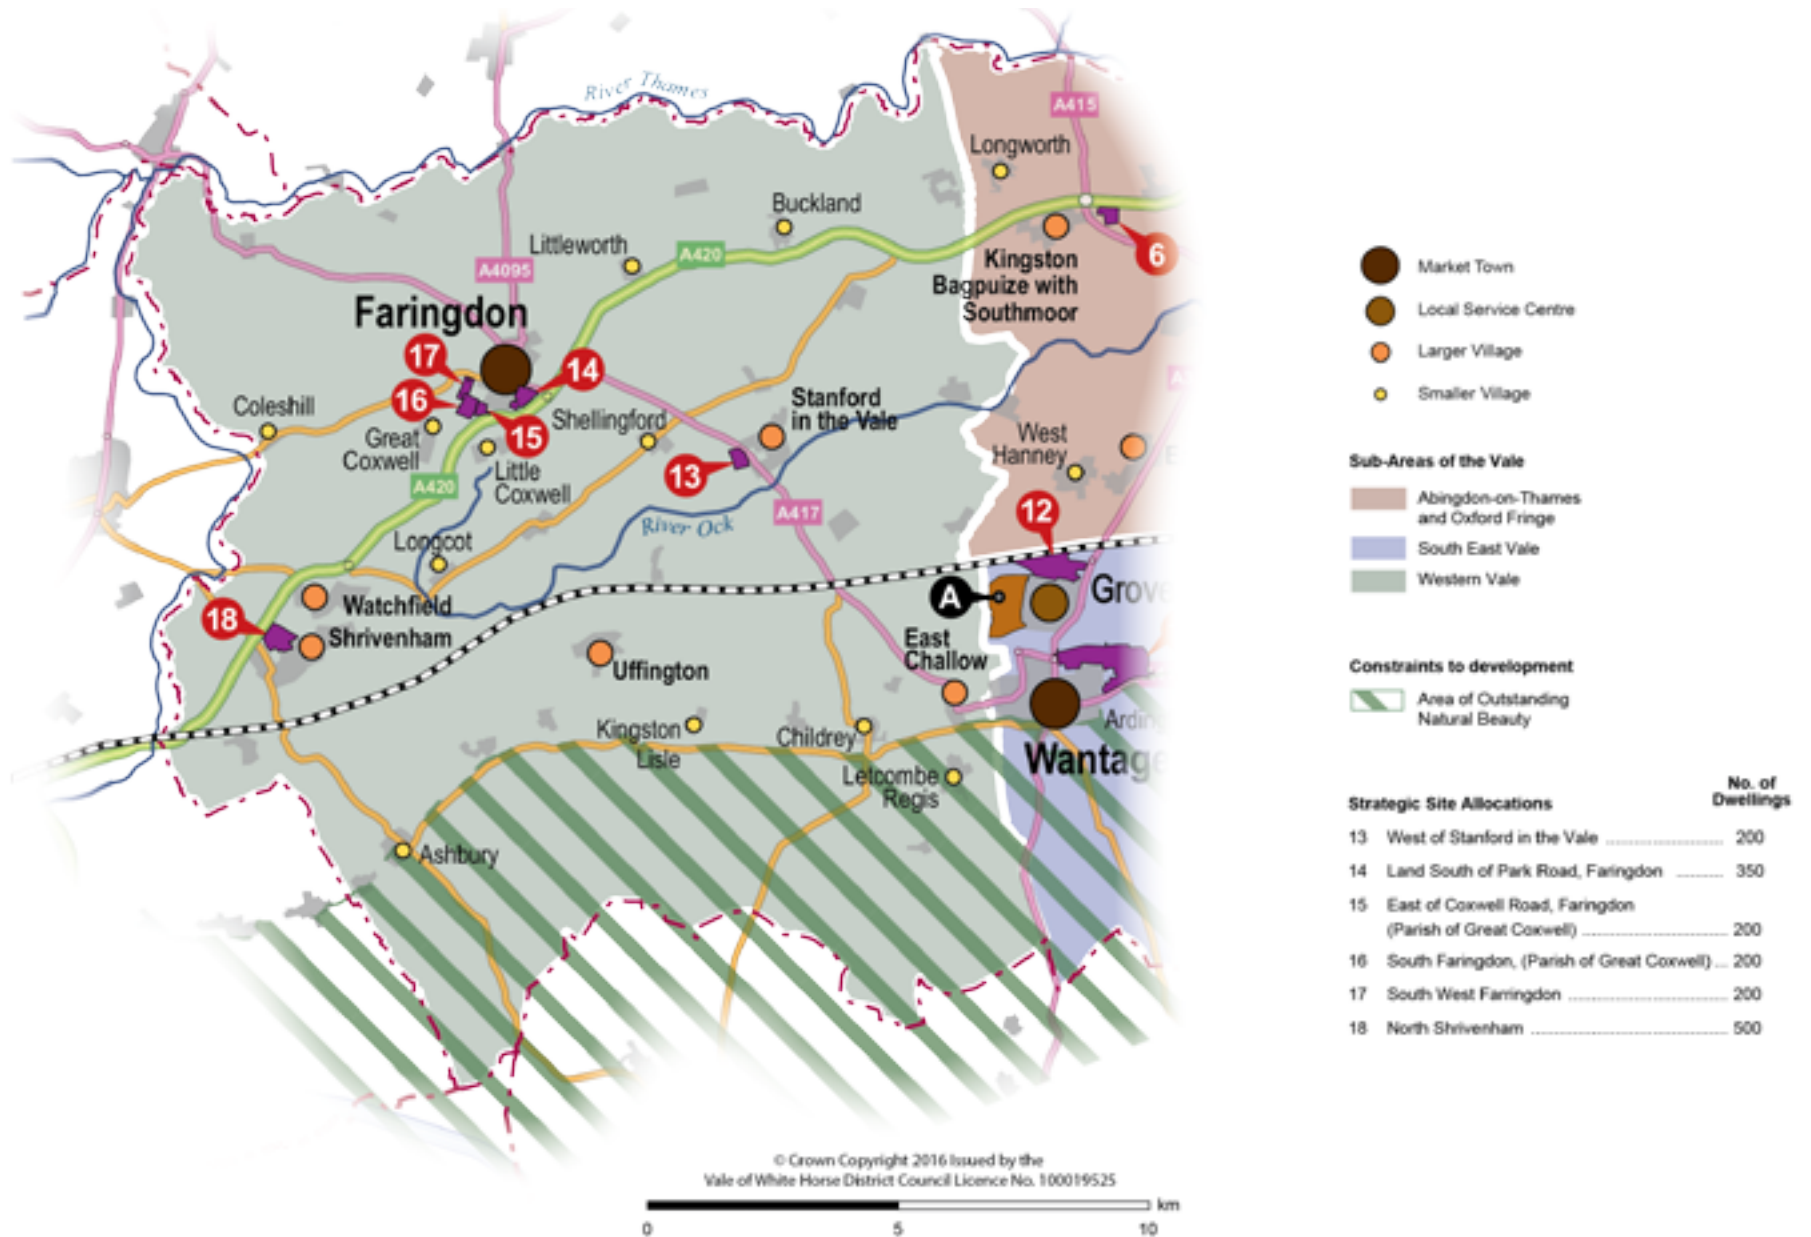 River Thames
A415
Longworth
Buckland
Littleworth
A420
A4095
6
Kingston
Bagpuize with
Southmoor
Faringdon
17
14
16
15
Coleshill
Great
Coxwell
Shellingford
Stanford
in the Vale
Little
Coxwell
A420
13
West
Hanney
A417
12
River Ock
Longcot
A
Grove
18
Watchfield
Shrivenham
East
Challow
Uffington
Kingston
Lisle
Childrey
Wantage
Letcombe
Regis
Ashbury
Market Town
Local Service Centre
Larger Village
Smaller Village
Sub-Areas of the Vale
Abingdon-on-Thames
and Oxford Fringe
South East Vale
Western Vale
Constraints to development
Area of Outstanding
Natural Beauty
No. of
Dwellings
Strategic Site Allocations
13 West of Stanford in the Vale 200
14 Land South of Park Road, Faringdon 350
15 East of Coxwell Road, Faringdon
(Parish of Great Coxwell) 200
16 South Faringdon, (Parish of Great Coxwell) 200
17 South West Farringdon 200
18 North Shrivenham 500
© Crown Copyright 2016 Issued by the
Vale of White Horse District Council Licence No. 100019525
km
0 5 10